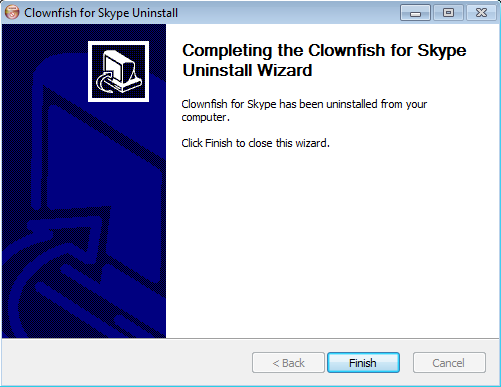 Clownfish for Skype Uninstall
Completing the Clownfish for Skype
Uninstall Wizard
Clownfish for Skype has been uninstalled from your
computer.
Click Finish to close this wizard.
< Back
Finish
Cancel